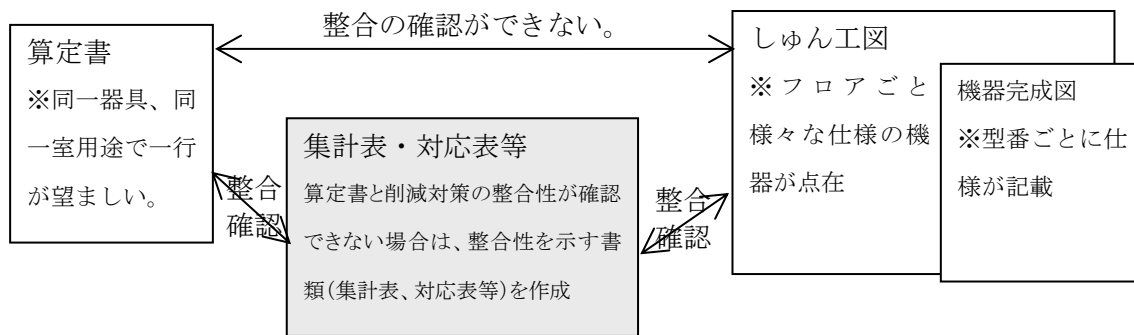 整合の確認ができない。
算定書
※同一器具、同
一室用途で一行
が望ましい。
整合
確認
集計表・対応表等
算定書と削減対策の整合性が確認
できない場合は、整合性を示す書
類(集計表、対応表等)を作成
整合
確認
しゅん工図
※フロアごと
様々な仕様の機
器が点在
機器完成図
※型番ごとに仕
様が記載